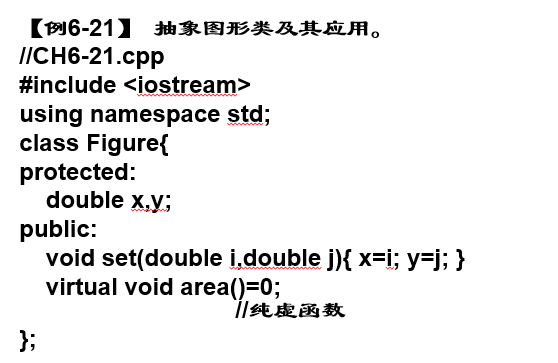 【例6-21】 抽象图形类及其应用。
//CH6-21.cpp
#include <iostream>
using namespace std;
class Figure{
protected:
double x,y;
public:
void set(double i,double j){ x=i; y=j; }
virtual void area()=0;
//纯虚函数
};